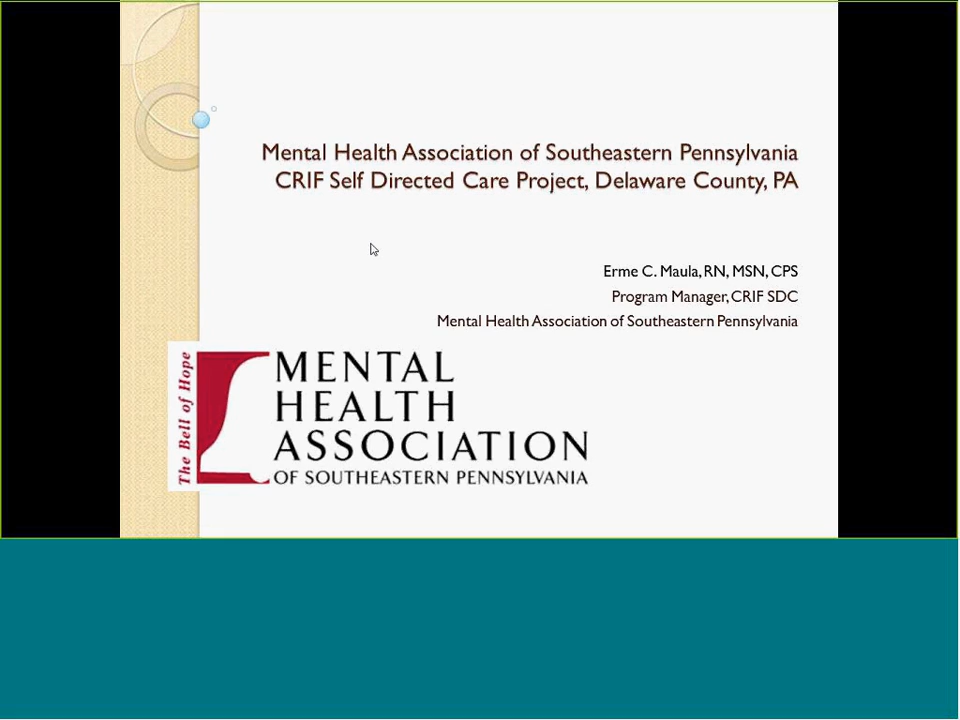 Mental Health Association of Southeastern Pennsylvania
CRIF Self Directed Care Project, Delaware County, PA
Erme C. Maula, RN, MSN, CPS
Program Manager, CRIF SDC
Mental Health Association of Southeastern Pennsylvania
The Bell of Hope
MENTAL
HEALTH
ASSOCIATION
OF SOUTHEASTERN PENNSYLVANIA